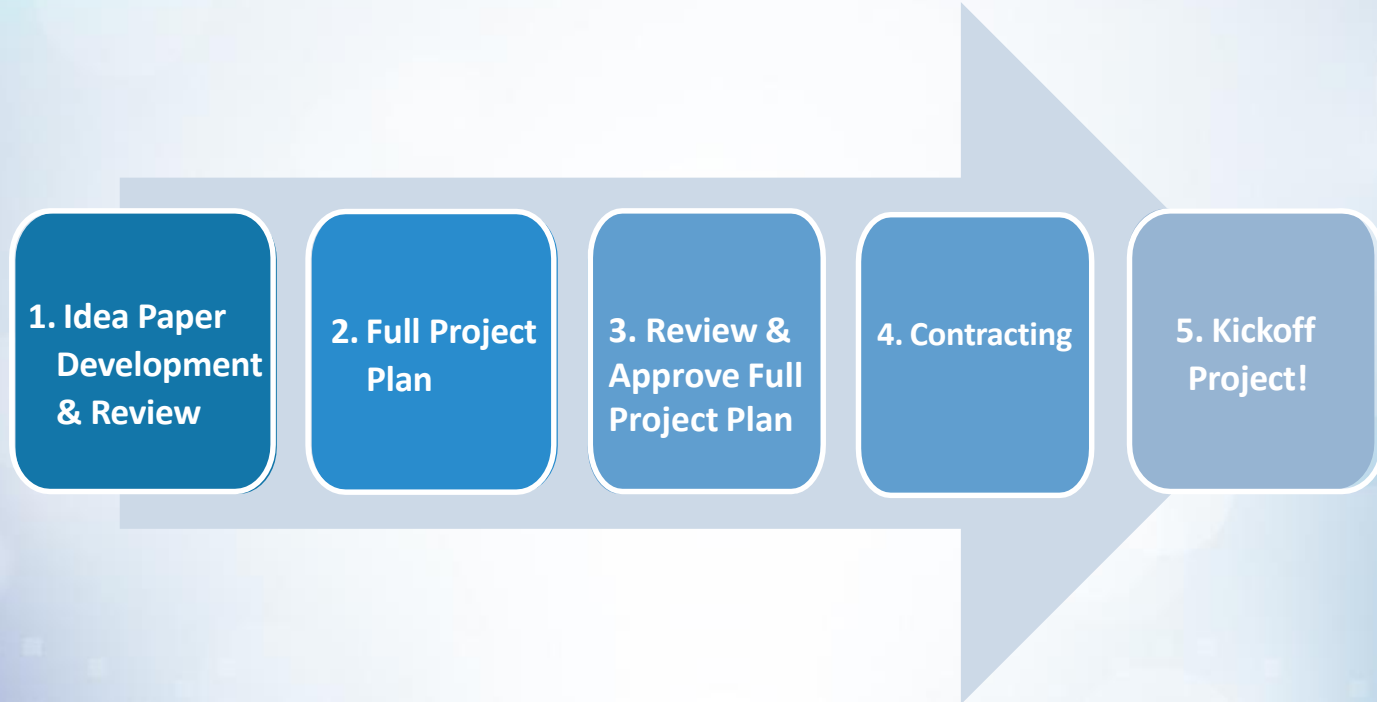 1. Idea Paper
Development
& Review
2. Full Project
Plan
3. Review &
Approve Full
Project Plan
4. Contracting
5. Kickoff
Project!